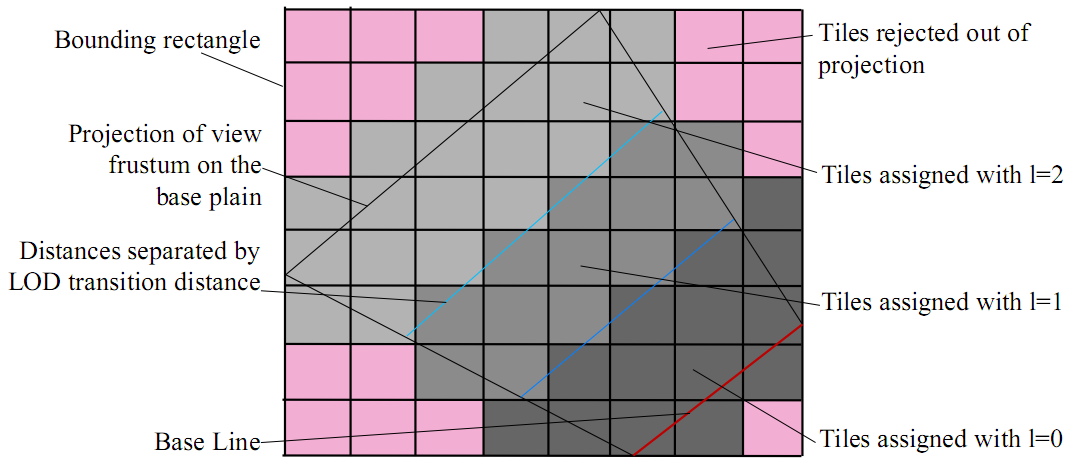 Bounding rectangle
Projection of view
frustum on the
base plain
Distances separated by
LOD transition distance
Base Line
Tiles rejected out of
projection
Tiles assigned with l=2
Tiles assigned with l=1
Tiles assigned with l=0